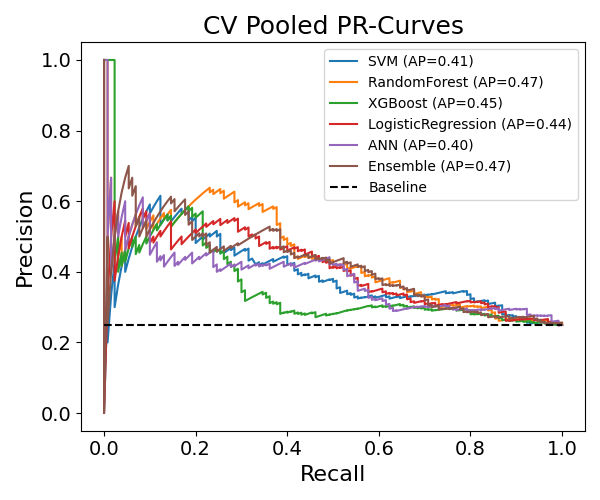 CV Pooled PR-Curves
Precision
1.0
0.8
0.6
0.4
0.2
0.0
SVM (AP=0.41)
RandomForest (AP=0.47)
XGBoost (AP=0.45)
LogisticRegression (AP=0.44)
ANN (AP=0.40)
Ensemble (AP=0.47)
Baseline
0.0 0.2 0.4 0.6 0.8 1.0
Recall